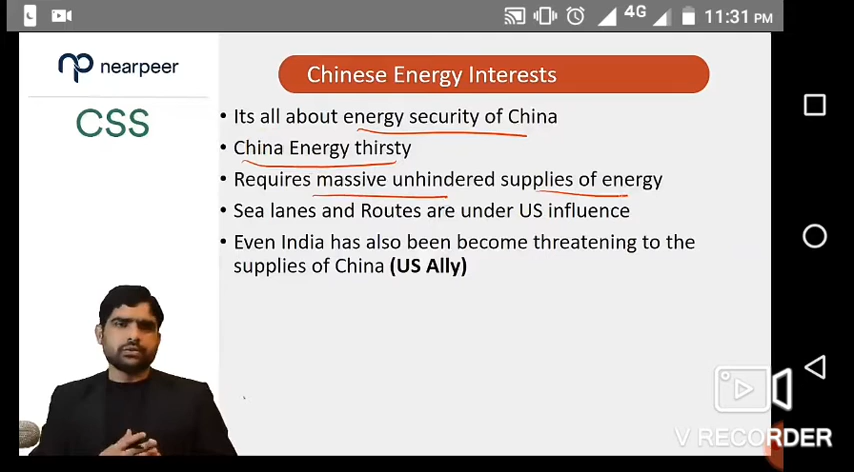 4G 11:31 PM
nearpeer
CSS
Chinese Energy Interests
• Its all about energy security of China
• China Energy thirsty
• Requires massive unhindered supplies of energy
• Sea lanes and Routes are under US influence
• Even India has also been become threatening to the
supplies of China (US Ally)
V RECORDER